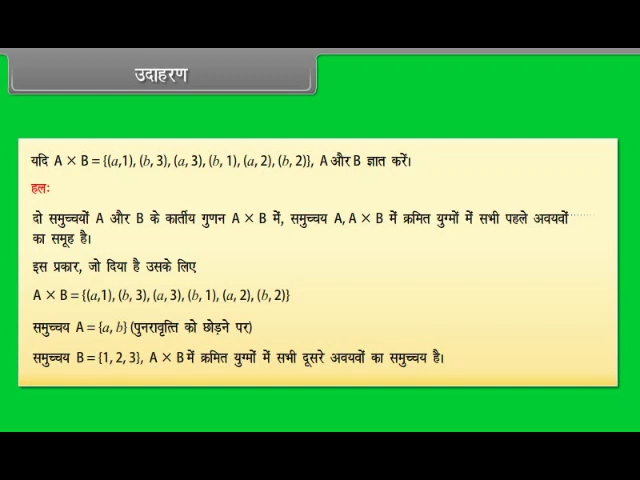 उदाहरण
यदि A × B = {(a,1), (b, 3), (a, 3), (b, 1), (a, 2), (b, 2)}, A और B ज्ञात करें।
हलः
दो समुच्चयों A और B के कार्तीय गुणन A × B में, समुच्चय A, A × B में क्रमित युग्मों में सभी पहले अवयवों
का समूह है।
इस प्रकार, जो दिया है उसके लिए
A × B = {(a,1), (b, 3), (a, 3), (b, 1), (a, 2), (b, 2)}
समुच्चय A = {a, b} (पुनरावृत्ति को छोड़ने पर)
समुच्चय B = {1, 2, 3}, A × B में क्रमित युग्मों में सभी दूसरे अवयवों का समुच्चय है।